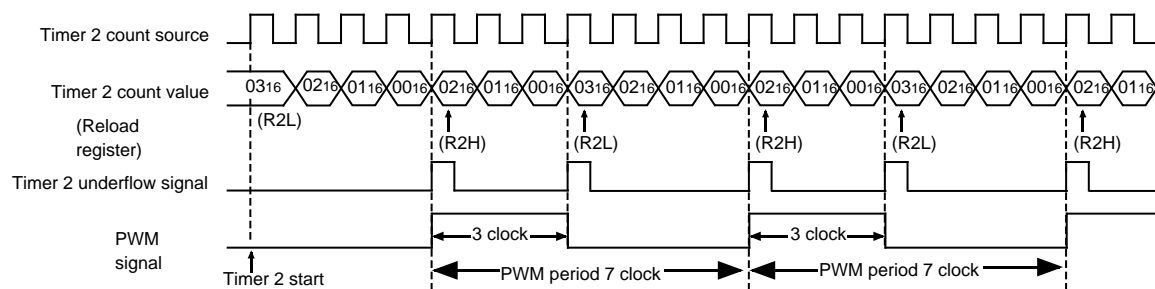 Timer 2 count source
Timer 2 count value
0316 0216 0116 0016 0216 0116 0016 0316 0216 0116 0016 0216 0116 0016 0316 0216 0116 0016 0216 0116
(Reload
register)
(R2L) (R2H) (R2L) (R2H) (R2L) (R2H)
Timer 2 underflow signal
PWM
signal
3 clock 3 clock
Timer 2 start
PWM period 7 clock PWM period 7 clock